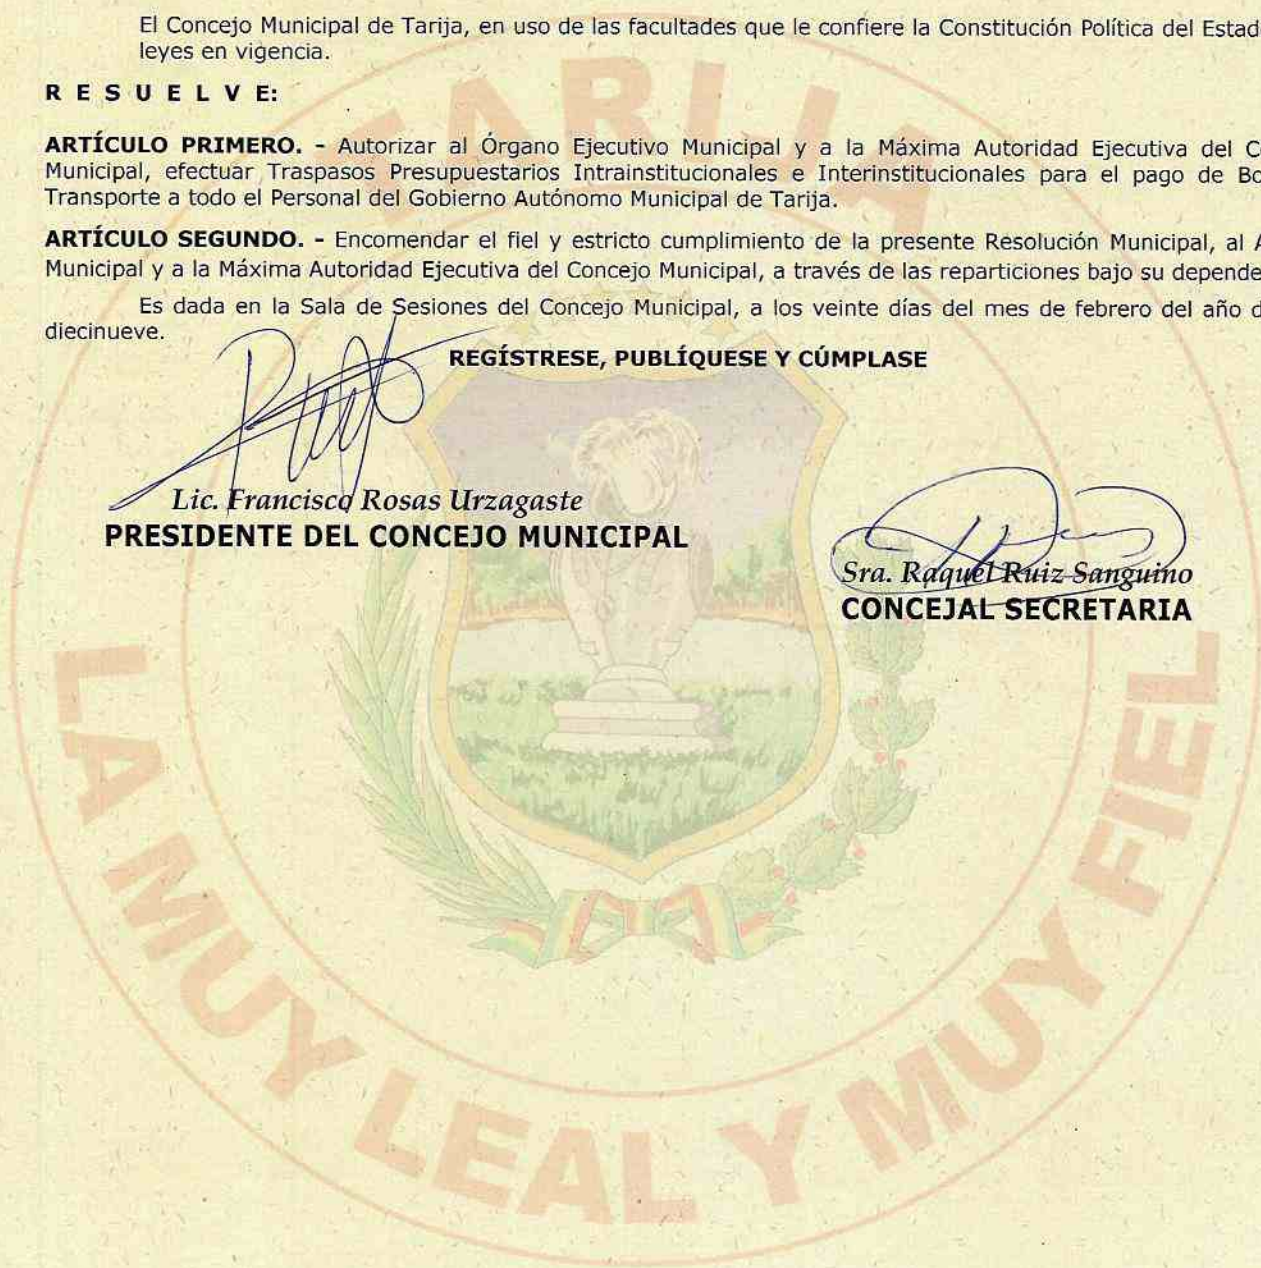 El Concejo Municipal de Tarija, en uso de las facultades que le confiere la Constitución Política del Estad
leyes en vigencia.
R E S U E L V E:
ARTÍCULO PRIMERO. - Autorizar al Órgano Ejecutivo Municipal y a la Máxima Autoridad Ejecutiva del C
Municipal, efectuar Traspasos Presupuestarios Intrainstitucionales e Interinstitucionales para el pago de Bo
Transporte a todo el Personal del Gobierno Autónomo Municipal de Tarija.
ARTÍCULO SEGUNDO. - Encomendar el fiel y estricto cumplimiento de la presente Resolución Municipal, al A
Municipal y a la Máxima Autoridad Ejecutiva del Concejo Municipal, a través de las reparticiones bajo su depende
Es dada en la Sala de Sesiones del Concejo Municipal, a los veinte días del mes de febrero del año d
diecinueve.
REGÍSTRESE, PUBLÍQUESE Y CÚMPLASE
Lic. Francisco Rosas Urzagaste
PRESIDENTE DEL CONCEJO MUNICIPAL
Sra. Raquel Ruiz Sanguino
CONCEJAL SECRETARIA
TARIJA
LA MUY LEAL Y MUY FIEL